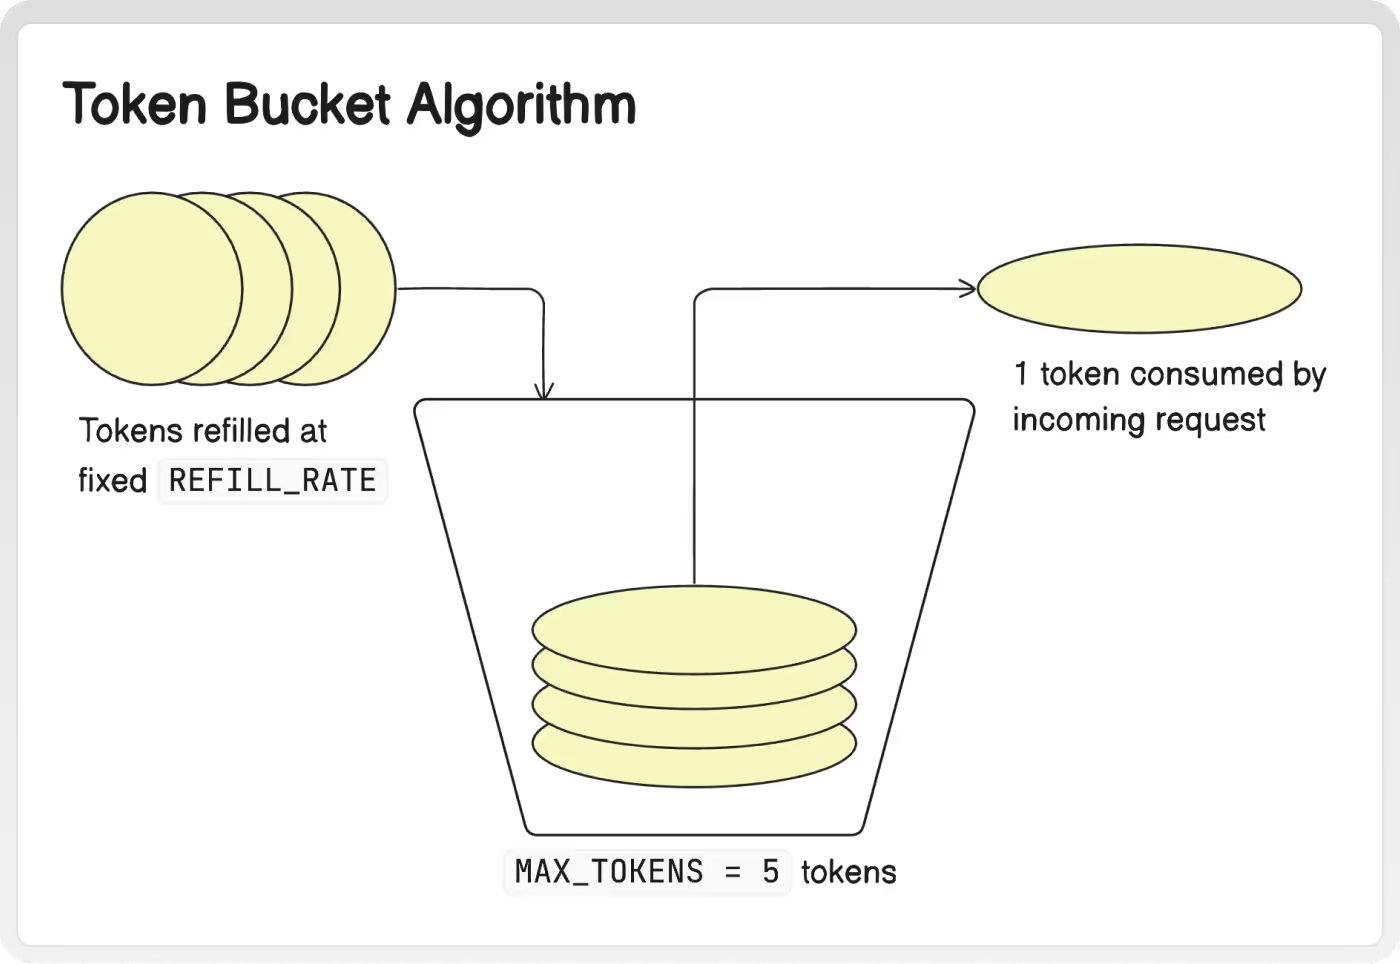 Token Bucket Algorithm
Tokens refilled at
fixed REFILL_RATE
1 token consumed by
incoming request
MAX_TOKENS = 5 tokens